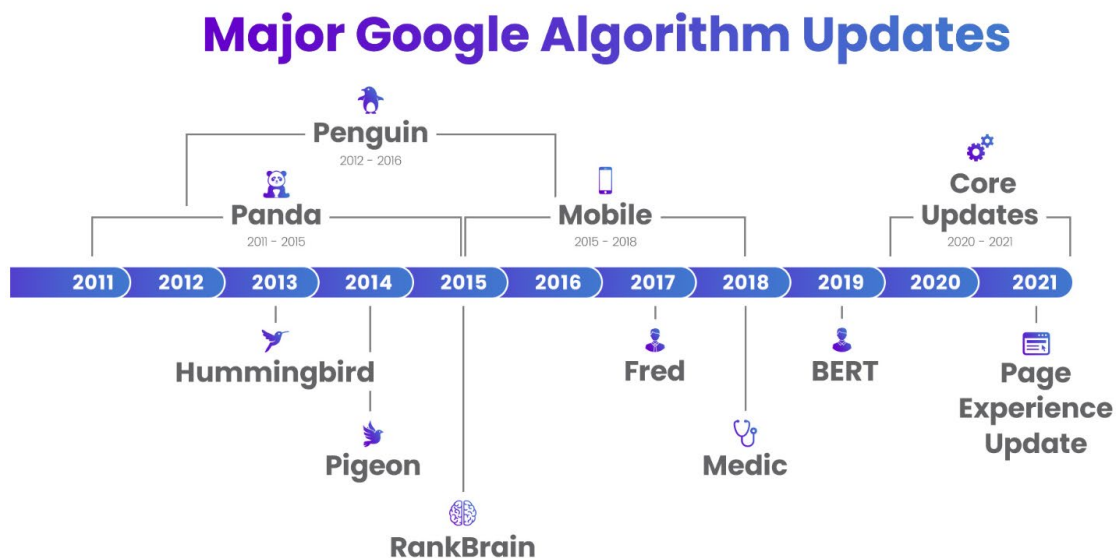 Major Google Algorithm Updates
Penguin
2012 - 2016
Core
Updates
2020 - 2021
Panda
2011 - 2015
Mobile
2015 - 2018
2011 2012 2013 2014 2015 2016 2017 2018 2019 2020 2021
Hummingbird
Fred
BERT
Page
Experience
Update
Pigeon
Medic
RankBrain